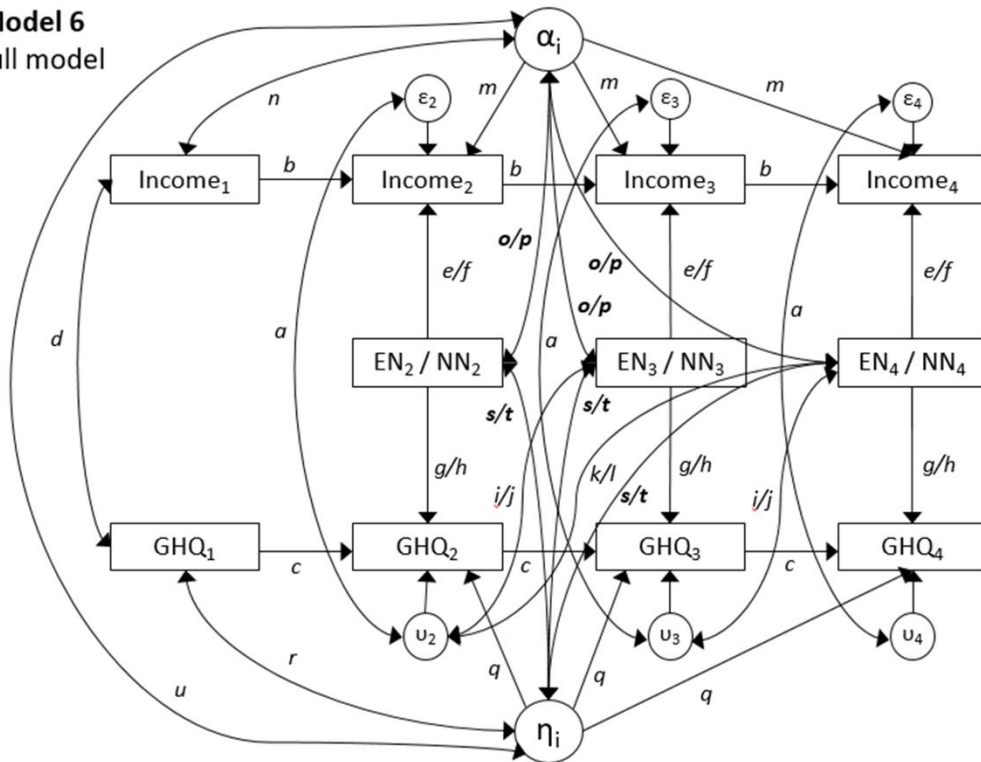 Model 6
ull model
αᵢ
n
m
m
m
ε₂
ε₃
ε₄
Income₁
b
Income₂
b
Income₃
b
Income₄
o/p
o/p
o/p
e/f
e/f
e/f
d
a
a
a
EN₂ / NN₂
EN₃ / NN₃
EN₄ / NN₄
s/t
s/t
s/t
g/h
g/h
g/h
i/j
k/l
i/j
GHQ₁
c
GHQ₂
c
GHQ₃
c
GHQ₄
υ₂
υ₃
υ₄
r
q
q
q
u
ηᵢ